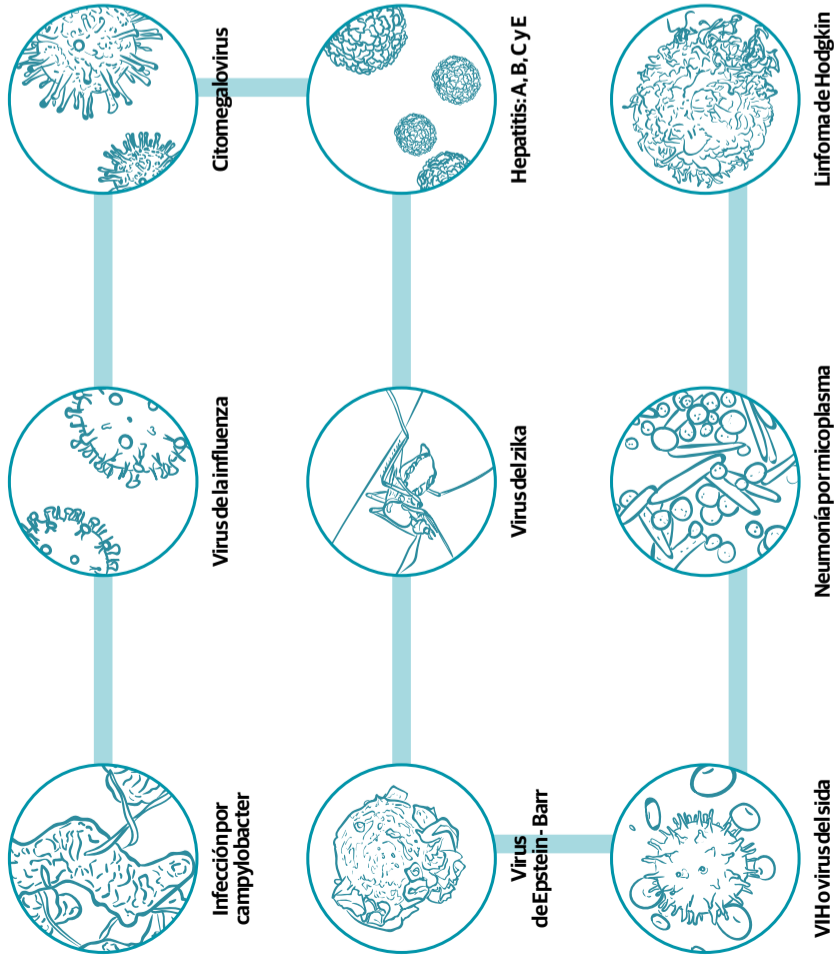 Infección por
campylobacter
Virus de la influenza
Citomegalovirus
Hepatitis: A, B, C y E
Virus del zika
Virus
de Epstein - Barr
VIH o virus del sida
Neumonia por micoplasma
Linfoma de Hodgkin